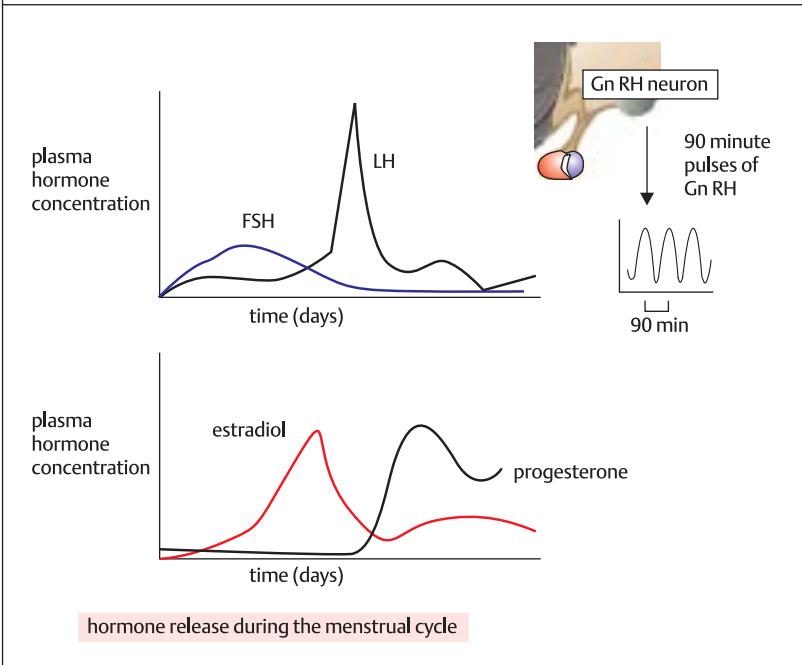 Gn RH neuron
90 minute
pulses of
Gn RH
90 min
plasma
hormone
concentration
LH
FSH
time (days)
plasma
hormone
concentration
estradiol
progesterone
time (days)
hormone release during the menstrual cycle